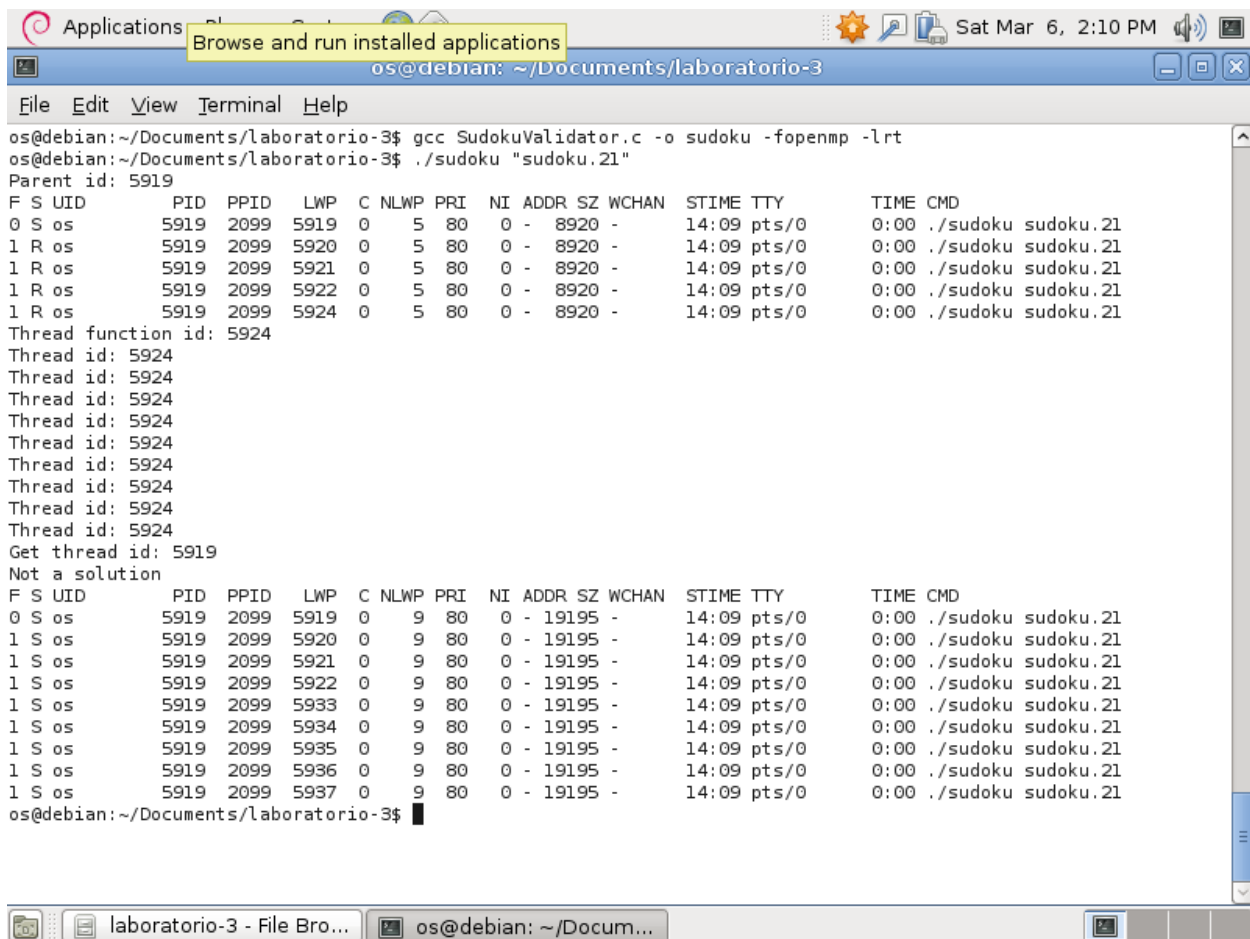 Applications
Sat Mar 6, 2:10 PM
Browse and run installed applications
os@debian: ~/Documents/laboratorio-3
File Edit View Terminal Help
os@debian:~/Documents/laboratorio-3$ gcc SudokuValidator.c -o sudoku -fopenmp -lrt
os@debian:~/Documents/laboratorio-3$ ./sudoku "sudoku.21"
Parent id: 5919
F S UID PID PPID LWP C NLWP PRI NI ADDR SZ WCHAN STIME TTY TIME CMD
0 S os 5919 2099 5919 0 5 80 0 - 8920 - 14:09 pts/0 0:00 ./sudoku sudoku.21
1 R os 5919 2099 5920 0 5 80 0 - 8920 - 14:09 pts/0 0:00 ./sudoku sudoku.21
1 R os 5919 2099 5921 0 5 80 0 - 8920 - 14:09 pts/0 0:00 ./sudoku sudoku.21
1 R os 5919 2099 5922 0 5 80 0 - 8920 - 14:09 pts/0 0:00 ./sudoku sudoku.21
1 R os 5919 2099 5924 0 5 80 0 - 8920 - 14:09 pts/0 0:00 ./sudoku sudoku.21
Thread function id: 5924
Thread id: 5924
Thread id: 5924
Thread id: 5924
Thread id: 5924
Thread id: 5924
Thread id: 5924
Thread id: 5924
Thread id: 5924
Thread id: 5924
Get thread id: 5919
Not a solution
F S UID PID PPID LWP C NLWP PRI NI ADDR SZ WCHAN STIME TTY TIME CMD
0 S os 5919 2099 5919 0 9 80 0 - 19195 - 14:09 pts/0 0:00 ./sudoku sudoku.21
1 S os 5919 2099 5920 0 9 80 0 - 19195 - 14:09 pts/0 0:00 ./sudoku sudoku.21
1 S os 5919 2099 5921 0 9 80 0 - 19195 - 14:09 pts/0 0:00 ./sudoku sudoku.21
1 S os 5919 2099 5922 0 9 80 0 - 19195 - 14:09 pts/0 0:00 ./sudoku sudoku.21
1 S os 5919 2099 5933 0 9 80 0 - 19195 - 14:09 pts/0 0:00 ./sudoku sudoku.21
1 S os 5919 2099 5934 0 9 80 0 - 19195 - 14:09 pts/0 0:00 ./sudoku sudoku.21
1 S os 5919 2099 5935 0 9 80 0 - 19195 - 14:09 pts/0 0:00 ./sudoku sudoku.21
1 S os 5919 2099 5936 0 9 80 0 - 19195 - 14:09 pts/0 0:00 ./sudoku sudoku.21
1 S os 5919 2099 5937 0 9 80 0 - 19195 - 14:09 pts/0 0:00 ./sudoku sudoku.21
os@debian:~/Documents/laboratorio-3$
laboratorio-3 - File Bro...
os@debian: ~/Docum...